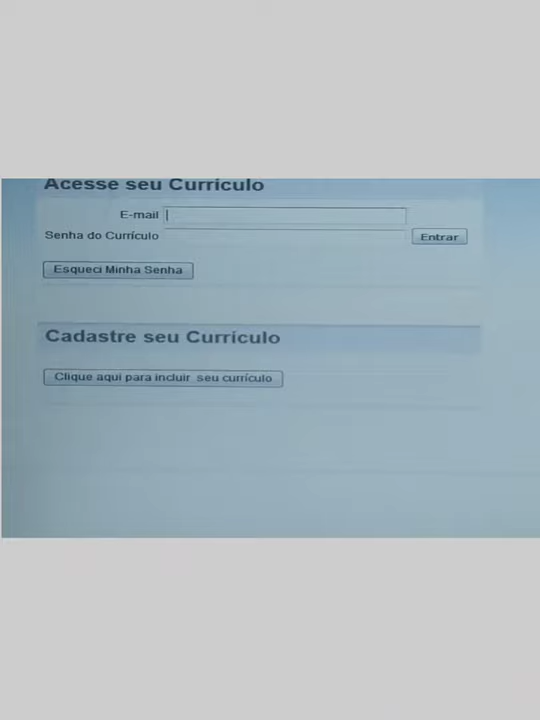 Acesse seu Currículo
E-mail
Senha do Currículo Entrar
Esqueci Minha Senha
Cadastre seu Currículo
Clique aqui para incluir seu currículo